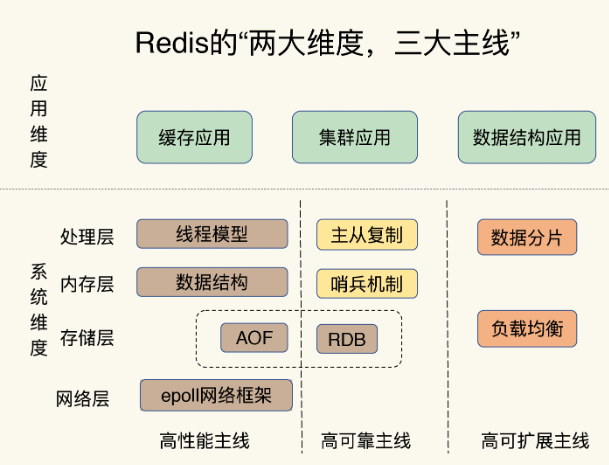 Redis的“两大维度，三大主线”
应用维度
缓存应用
集群应用
数据结构应用
系统维度
处理层
线程模型
主从复制
数据分片
内存层
数据结构
哨兵机制
存储层
AOF
RDB
负载均衡
网络层
epoll网络框架
高性能主线
高可靠主线
高可扩展主线